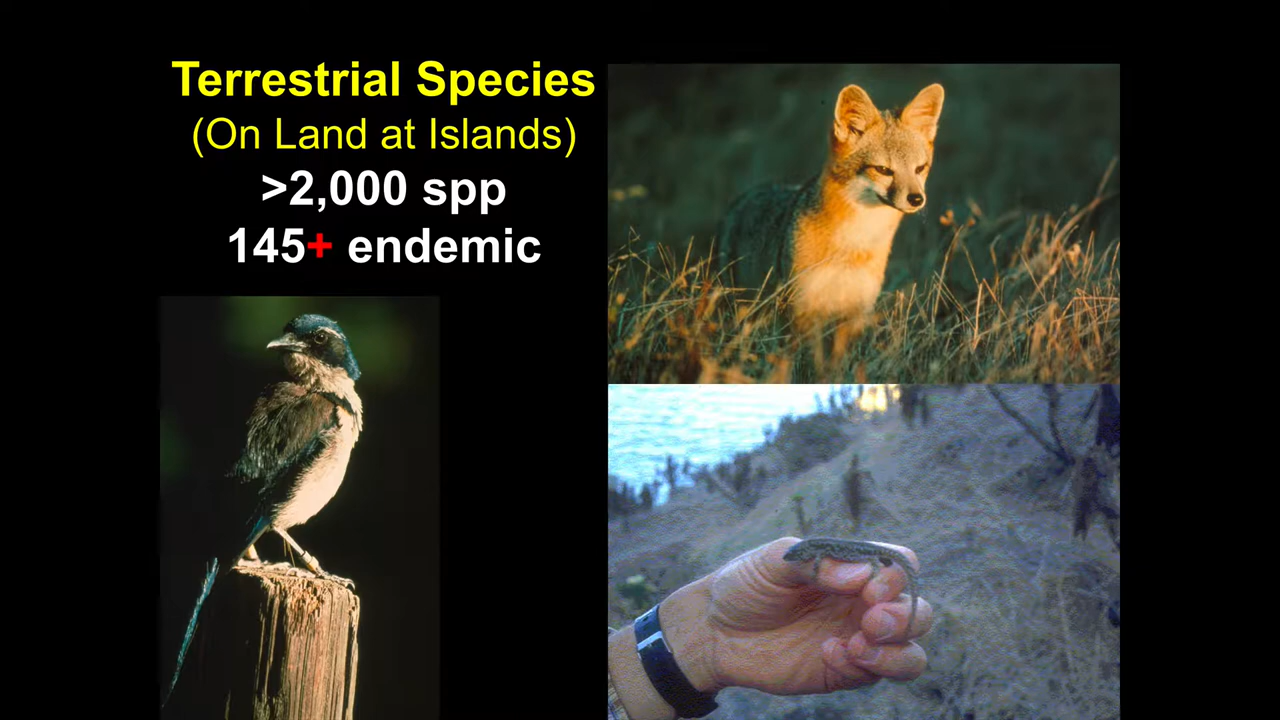 Terrestrial Species
(On Land at Islands)
>2,000 spp
145+ endemic